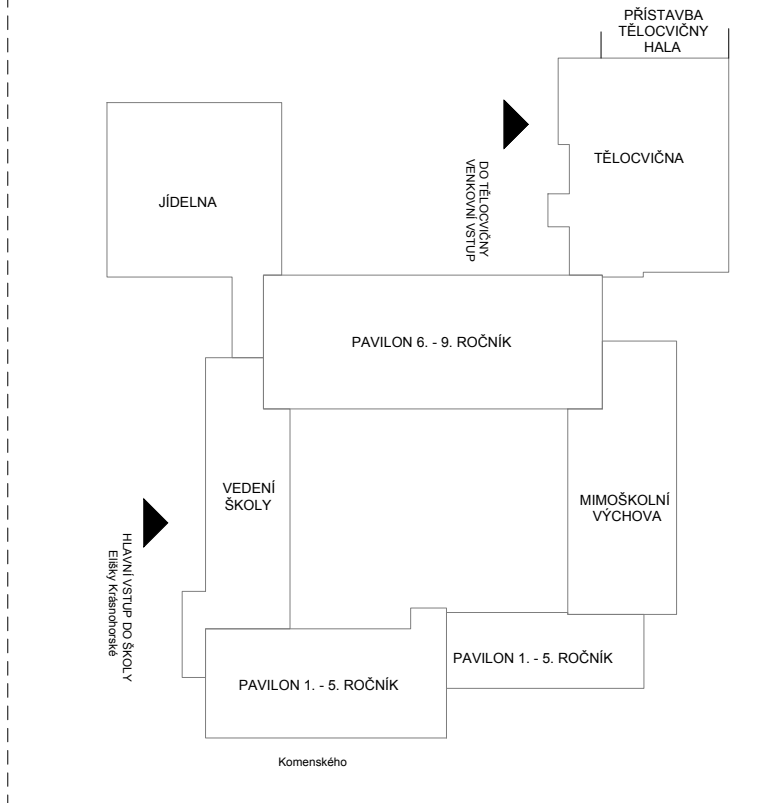 PŘÍSTAVBA
TĚLOCVIČNY
HALA
TĚLOCVIČNA
DO TĚLOCVIČNY
VENKOVNÍ VSTUP
JÍDELNA
PAVILON 6. - 9. ROČNÍK
VEDENÍ
ŠKOLY
MIMOŠKOLNÍ
VÝCHOVA
HLAVNÍ VSTUP DO ŠKOLY
Elišky Krásnohorské
PAVILON 1. - 5. ROČNÍK
PAVILON 1. - 5. ROČNÍK
Komenského